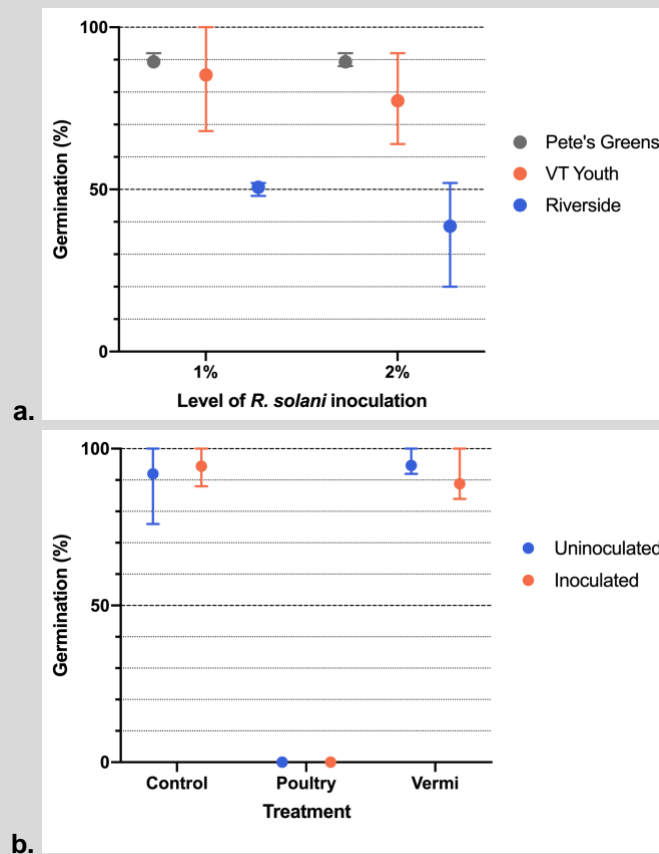 100
50
0
Germination (%)
1%
2%
Level of R. solani inoculation
Pete's Greens
VT Youth
Riverside
a.
100
50
0
Germination (%)
Control
Poultry
Vermi
Treatment
Uninoculated
Inoculated
b.